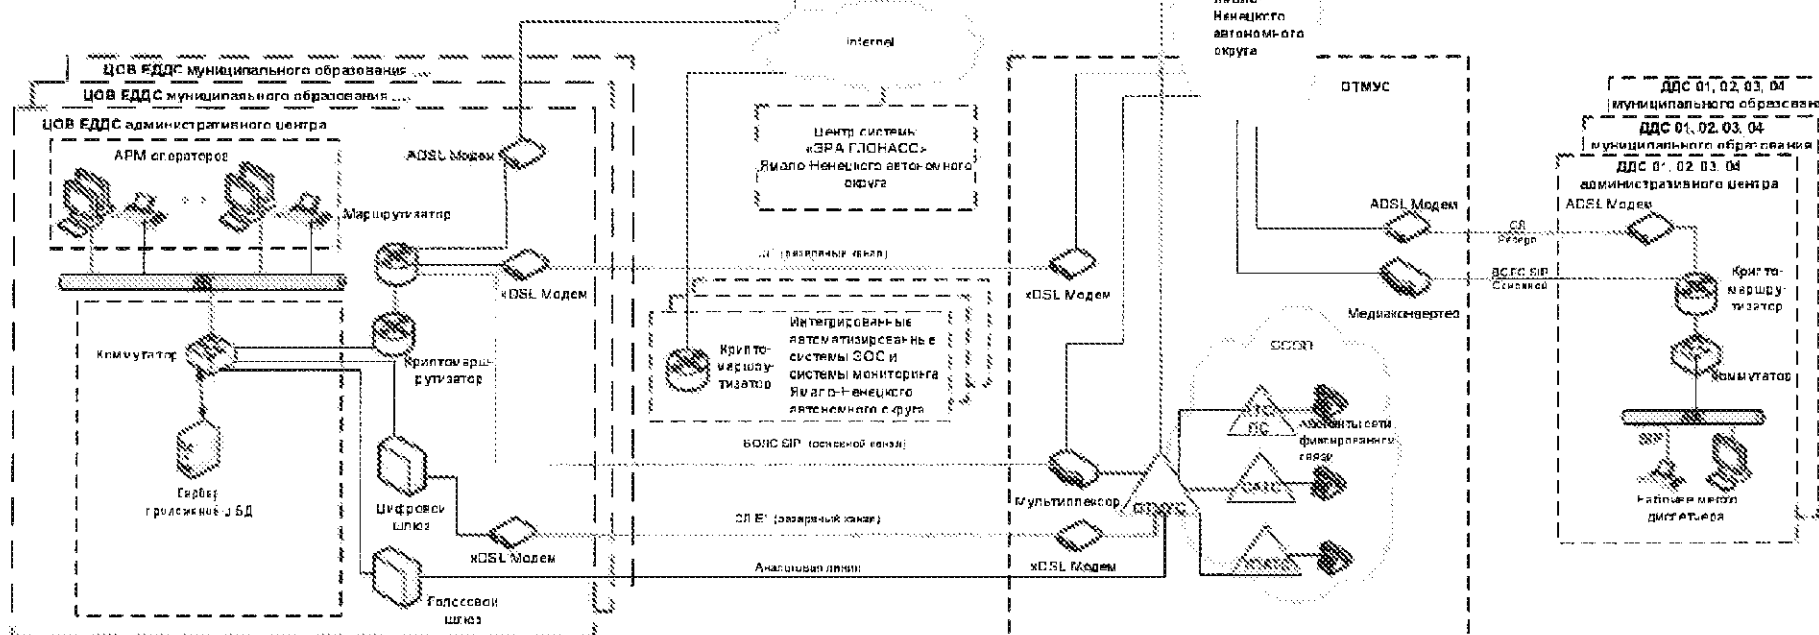 Ненецкого
автономного
округа
Internet
ЦОВ ЕДДС муниципального образования ...
ЦОВ ЕДДС муниципального образования ...
ЦОВ ЕДДС административного центра
АРМ операторов
ADSL Модем
Маршрутизатор
xDSL Модем
Коммутатор
Криптомарш-
рутизатор
Сервер
приложений и БД
Цифровой
шлюз
xDSL Модем
Голосовой
шлюз
Центр системы
«ЭРА ГЛОНАСС»
Ямало Ненецкого автономного
округа
(резервный канал)
Крипто-
маршру-
тизатор
Интегрированные
автоматизированные
системы ЭОС и
системы мониторинга
Ямало-Ненецкого
автономного округа
ВОЛС SIP (основной канал)
СЛ E1 (резервный канал)
Аналоговая линия
ОТМУС
xDSL Модем
Мультиплексор
xDSL Модем
ADSL Модем
Медиаконвертер
Абоненты сети
фиксированной
связи
СЛ
Резерв
ВОЛС SIP
Основной
ДДС 01, 02, 03, 04
муниципального образования
ДДС 01, 02, 03, 04
муниципального образования
ДДС 01, 02, 03, 04
административного центра
ADSL Модем
Крипто-
маршру-
тизатор
Коммутатор
SIP
Рабочее место
диспетчера